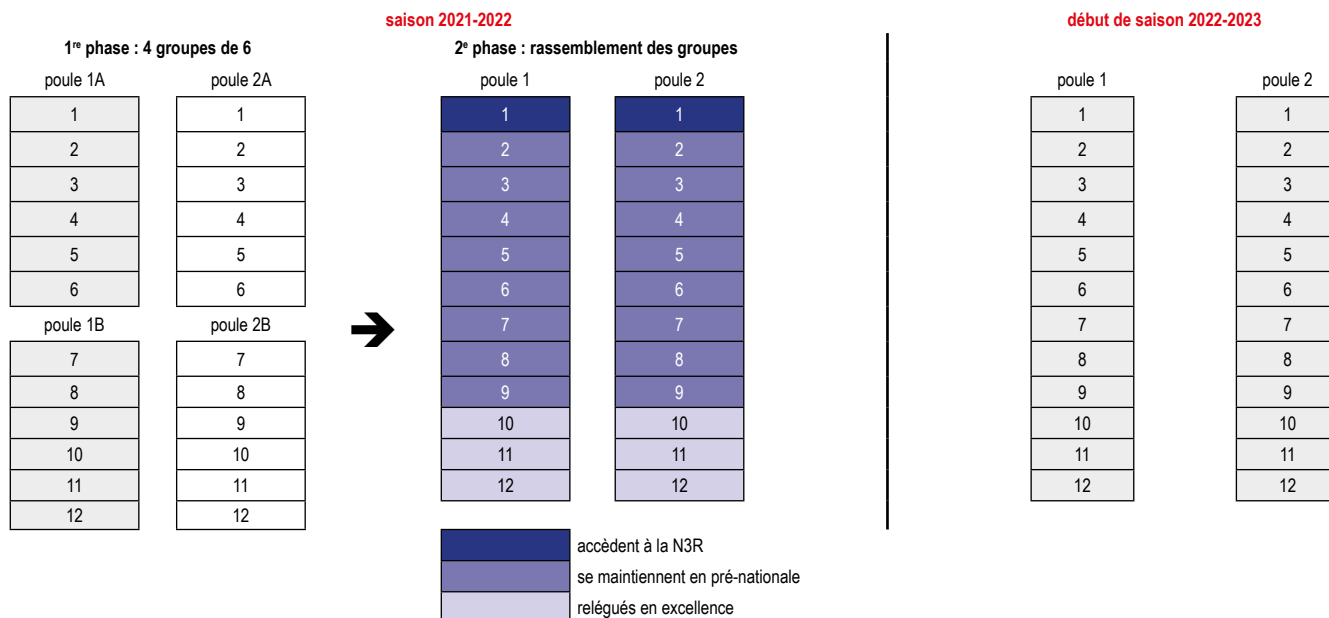 saison 2021-2022
début de saison 2022-2023
1re phase : 4 groupes de 6
2e phase : rassemblement des groupes
poule 1A
poule 2A
poule 1
poule 2
poule 1
poule 2
1 1 1 1 1 1
2 2 2 2 2 2
3 3 3 3 3 3
4 4 4 4 4 4
5 5 5 5 5 5
6 6 6 6 6 6
poule 1B poule 2B 7 7 7 7
7 7 8 8 8 8
8 8 9 9 9 9
9 9 10 10 10 10
10 10 11 11 11 11
11 11 12 12 12 12
12 12
accèdent à la N3R
se maintiennent en pré-nationale
relégués en excellence